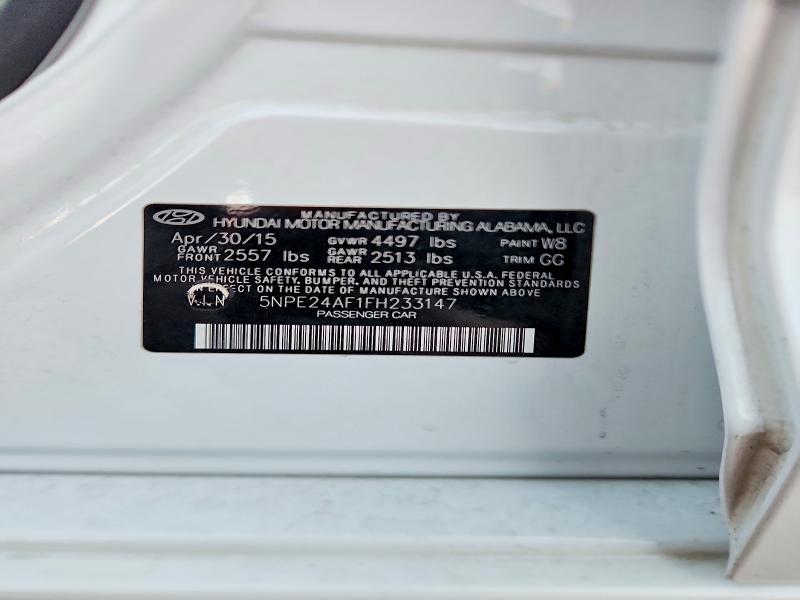 MANUFACTURED BY
HYUNDAI MOTOR MANUFACTURING ALABAMA, LLC
Apr/30/15 GVWR 4497 lbs PAINT W8
GAWR FRONT 2557 lbs GAWR REAR 2513 lbs TRIM GG
THIS VEHICLE CONFORMS TO ALL APPLICABLE U.S.A. FEDERAL
MOTOR VEHICLE SAFETY, BUMPER, AND THEFT PREVENTION STANDARDS
IN EFFECT ON THE DATE OF MANUFACTURE SHOWN ABOVE
V.I.N 5NPE24AF1FH233147
PASSENGER CAR